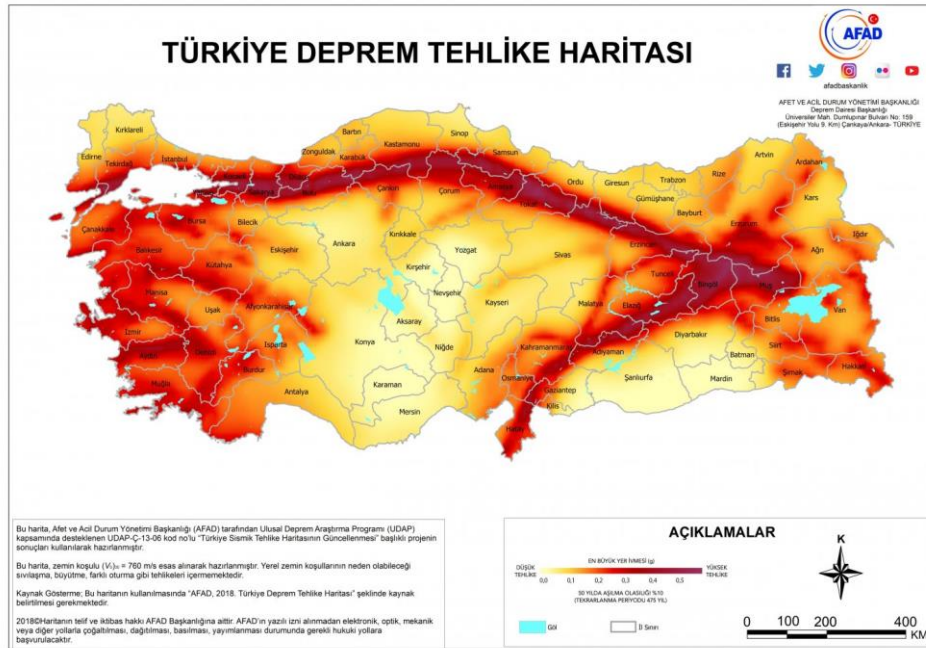 TÜRKİYE DEPREM TEHLİKE HARİTASI
AFAD
afadbaskanlik
AFET VE ACİL DURUM YÖNETİMİ BAŞKANLIĞI
Deprem Dairesi Başkanlığı
Üniversiteler Mah. Dumlupınar Bulvarı No: 159
(Eskişehir Yolu 9. Km) Çankaya/Ankara- TÜRKİYE
Kırklareli
Edirne
Tekirdağ
İstanbul
Zonguldak
Bartın
Karabük
Kastamonu
Sinop
Samsun
Ordu
Giresun
Trabzon
Rize
Artvin
Ardahan
Kars
Gümüşhane
Bayburt
Erzurum
Iğdır
Ağrı
Çanakkale
Balıkesir
Bursa
Bilecik
Eskişehir
Ankara
Çankırı
Çorum
Amasya
Tokat
Kırıkkale
Yozgat
Sivas
Erzincan
Tunceli
Bingöl
Muş
Kütahya
Manisa
Uşak
Afyonkarahisar
Kırşehir
Nevşehir
Kayseri
Malatya
Elazığ
Bitlis
Van
İzmir
Aydın
Denizli
Isparta
Burdur
Konya
Aksaray
Niğde
Kahramanmaraş
Adıyaman
Diyarbakır
Batman
Siirt
Şırnak
Hakkari
Muğla
Antalya
Karaman
Mersin
Adana
Osmaniye
Gaziantep
Kilis
Hatay
Şanlıurfa
Mardin
Bu harita, Afet ve Acil Durum Yönetimi Başkanlığı (AFAD) tarafından Ulusal Deprem Araştırma Programı (UDAP)
kapsamında desteklenen UDAP-Ç-13-06 kod no'lu "Türkiye Sismik Tehlike Haritasının Güncellenmesi" başlıklı projenin
sonuçları kullanılarak hazırlanmıştır.
Bu harita, zemin koşulu (Vs)30 = 760 m/s esas alınarak hazırlanmıştır. Yerel zemin koşullarının neden olabileceği
sıvılaşma, büyütme, farklı oturma gibi tehlikeleri içermemektedir.
Kaynak Gösterme; Bu haritanın kullanılmasında "AFAD, 2018. Türkiye Deprem Tehlike Haritası" şeklinde kaynak
belirtilmesi gerekmektedir.
2018©Haritanın telif ve iktibas hakkı AFAD Başkanlığına aittir. AFAD'ın yazılı izni alınmadan elektronik, optik, mekanik
veya diğer yollarla çoğaltılması, dağıtılması, basılması, yayımlanması durumunda gerekli hukuki yollara
başvurulacaktır.
AÇIKLAMALAR
EN BÜYÜK YER İVMESİ (g)
DÜŞÜK TEHLİKE
YÜKSEK TEHLİKE
0,0 0,1 0,2 0,3 0,4 0,5
50 YILDA AŞILMA OLASILIĞI %10
(TEKRARLANMA PERİYODU 475 YIL)
Göl
İl Sınırı
K
400 200 0 400
KM